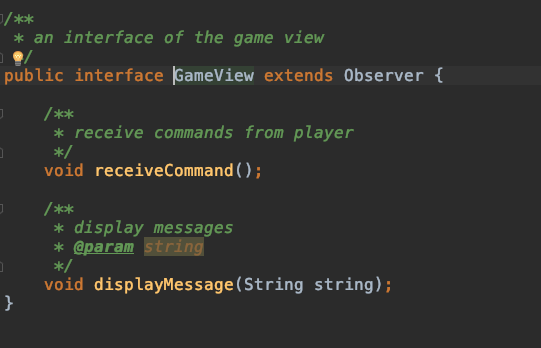 /**
 * an interface of the game view
 */
public interface GameView extends Observer {
    /**
     * receive commands from player
     */
    void receiveCommand();
    /**
     * display messages
     * @param string
     */
    void displayMessage(String string);
}